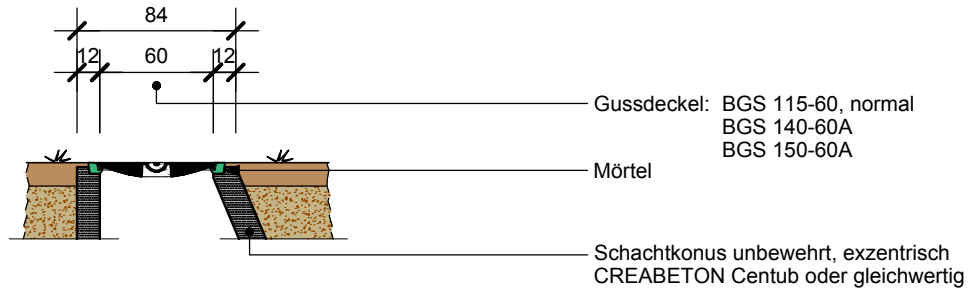 84
12 60 12
Gussdeckel: BGS 115-60, normal
BGS 140-60A
BGS 150-60A
Mörtel
Schachtkonus unbewehrt, exzentrisch
CREABETON Centub oder gleichwertig